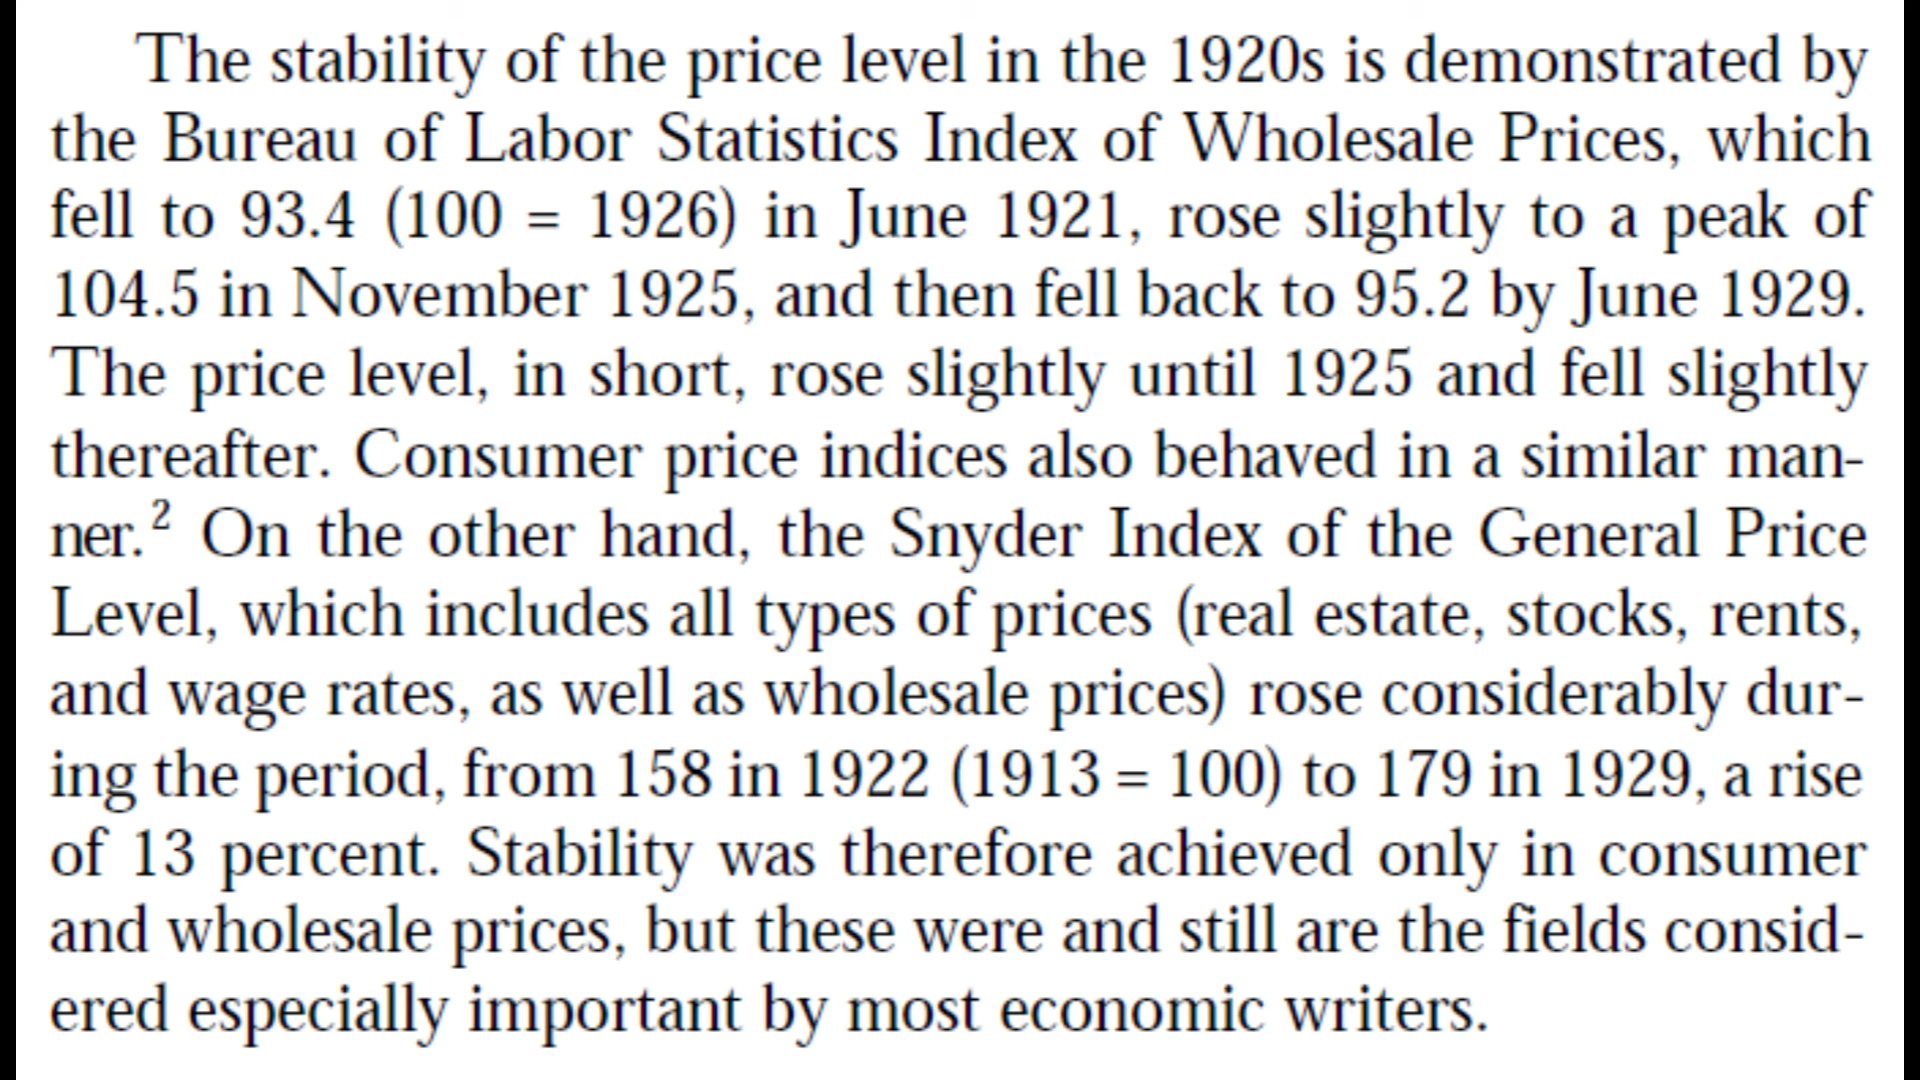 The stability of the price level in the 1920s is demonstrated by
the Bureau of Labor Statistics Index of Wholesale Prices, which
fell to 93.4 (100 = 1926) in June 1921, rose slightly to a peak of
104.5 in November 1925, and then fell back to 95.2 by June 1929.
The price level, in short, rose slightly until 1925 and fell slightly
thereafter. Consumer price indices also behaved in a similar man-
ner.² On the other hand, the Snyder Index of the General Price
Level, which includes all types of prices (real estate, stocks, rents,
and wage rates, as well as wholesale prices) rose considerably dur-
ing the period, from 158 in 1922 (1913 = 100) to 179 in 1929, a rise
of 13 percent. Stability was therefore achieved only in consumer
and wholesale prices, but these were and still are the fields consid-
ered especially important by most economic writers.